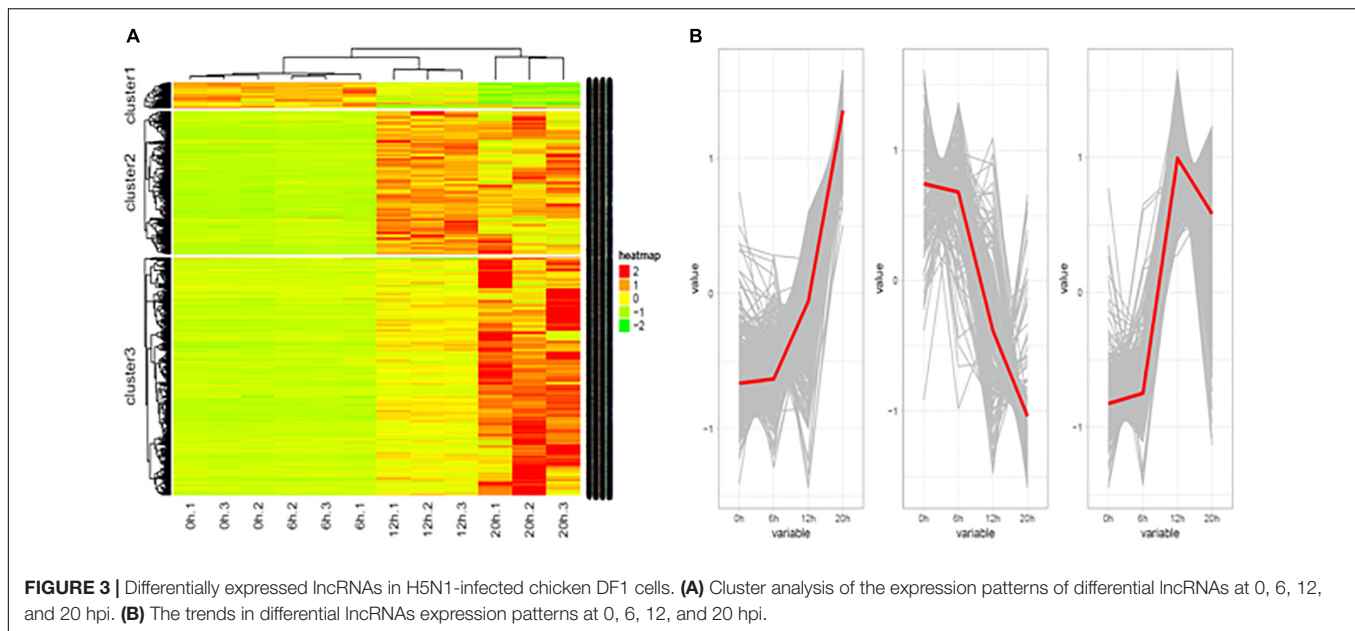 A
cluster1
cluster2
cluster3
0h.1
0h.3
0h.2
6h.2
6h.3
6h.1
12h.1
12h.2
12h.3
20h.1
20h.2
20h.3
heatmap
2
1
0
-1
-2
B
value
1
0
-1
0h
6h
12h
20h
variable
value
1
0
-1
0h
6h
12h
20h
variable
value
1
0
-1
0h
6h
12h
20h
variable
FIGURE 3 | Differentially expressed lncRNAs in H5N1-infected chicken DF1 cells. (A) Cluster analysis of the expression patterns of differential lncRNAs at 0, 6, 12,
and 20 hpi. (B) The trends in differential lncRNAs expression patterns at 0, 6, 12, and 20 hpi.